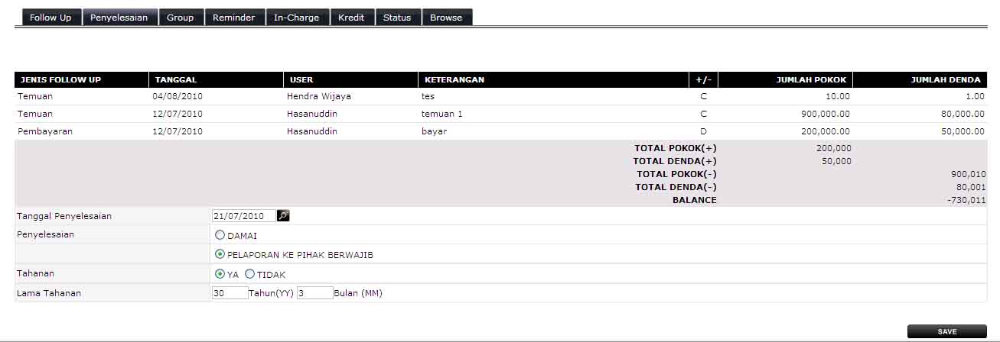 Follow Up Penyelesaian Group Reminder In-Charge Kredit Status Browse
JENIS FOLLOW UP TANGGAL USER KETERANGAN +/- JUMLAH POKOK JUMLAH DENDA
Temuan 04/08/2010 Hendra Wijaya tes C 10.00 1.00
Temuan 12/07/2010 Hasanuddin temuan 1 C 900,000.00 80,000.00
Pembayaran 12/07/2010 Hasanuddin bayar D 200,000.00 50,000.00
TOTAL POKOK(+) 200,000
TOTAL DENDA(+) 50,000
TOTAL POKOK(-) 900,010
TOTAL DENDA(-) 80,001
BALANCE -730,011
Tanggal Penyelesaian 21/07/2010
Penyelesaian DAMAI
PELAPORAN KE PIHAK BERWAJIB
Tahanan YA TIDAK
Lama Tahanan 30 Tahun(YY) 3 Bulan (MM)
SAVE